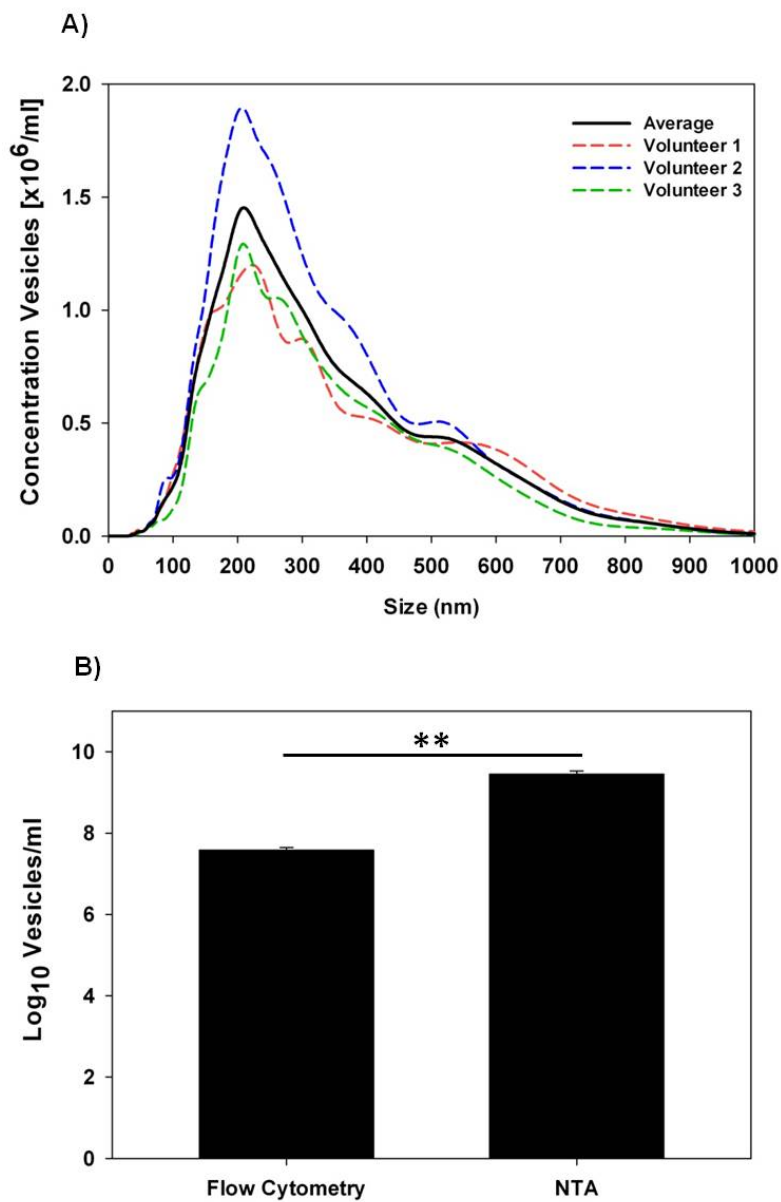 A)
Concentration Vesicles [x10⁶/ml]
2.0
1.5
1.0
0.5
0.0
Average
Volunteer 1
Volunteer 2
Volunteer 3
0 100 200 300 400 500 600 700 800 900 1000
Size (nm)
B)
Log₁₀ Vesicles/ml
10
8
6
4
2
0
**
Flow Cytometry NTA